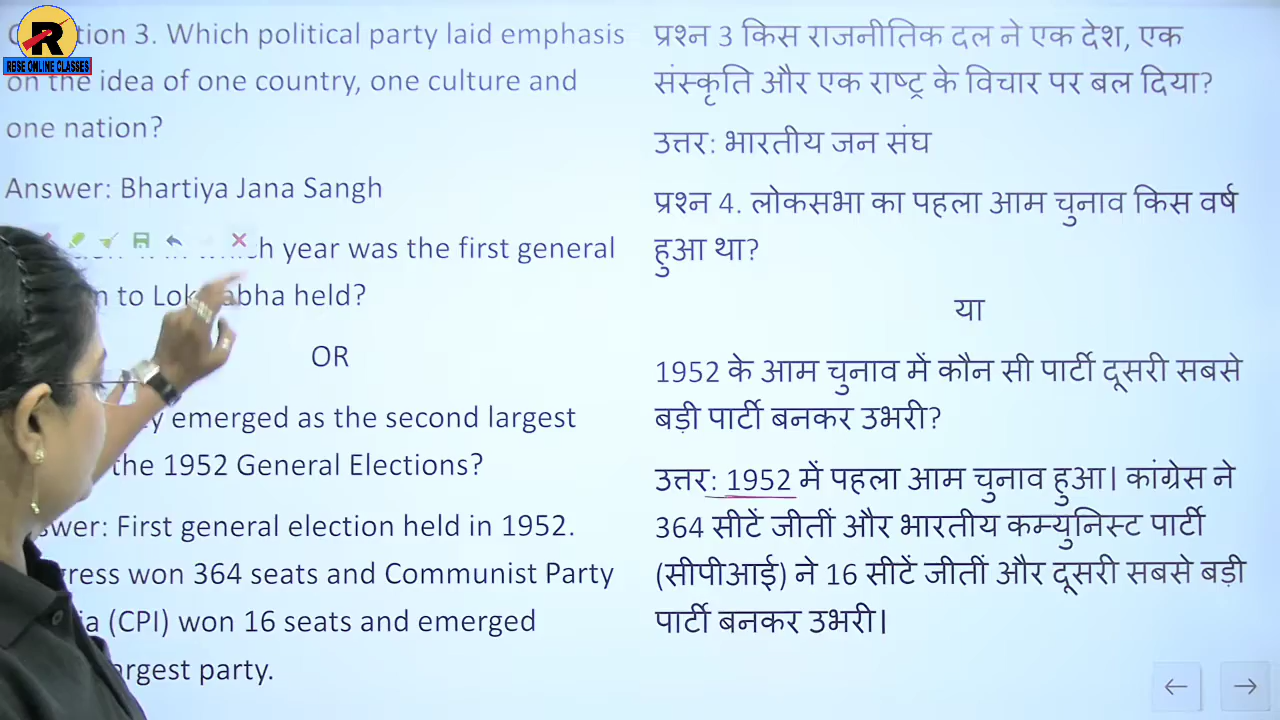 R
RBSE ONLINE CLASSES
tion 3. Which political party laid emphasis
on the idea of one country, one culture and
one nation?
Answer: Bhartiya Jana Sangh
which year was the first general
to Lok Sabha held?
OR
emerged as the second largest
the 1952 General Elections?
swer: First general election held in 1952.
gress won 364 seats and Communist Party
ia (CPI) won 16 seats and emerged
argest party.
प्रश्न 3 किस राजनीतिक दल ने एक देश, एक
संस्कृति और एक राष्ट्र के विचार पर बल दिया?
उत्तर: भारतीय जन संघ
प्रश्न 4. लोकसभा का पहला आम चुनाव किस वर्ष
हुआ था?
या
1952 के आम चुनाव में कौन सी पार्टी दूसरी सबसे
बड़ी पार्टी बनकर उभरी?
उत्तर: 1952 में पहला आम चुनाव हुआ। कांग्रेस ने
364 सीटें जीतीं और भारतीय कम्युनिस्ट पार्टी
(सीपीआई) ने 16 सीटें जीतीं और दूसरी सबसे बड़ी
पार्टी बनकर उभरी।